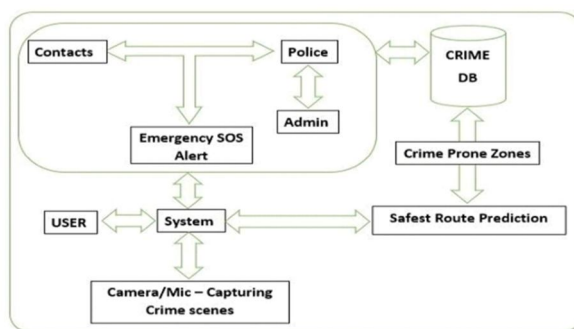 Contacts
Police
CRIME
DB
Admin
Emergency SOS
Alert
Crime Prone Zones
USER
System
Safest Route Prediction
Camera/Mic – Capturing
Crime scenes